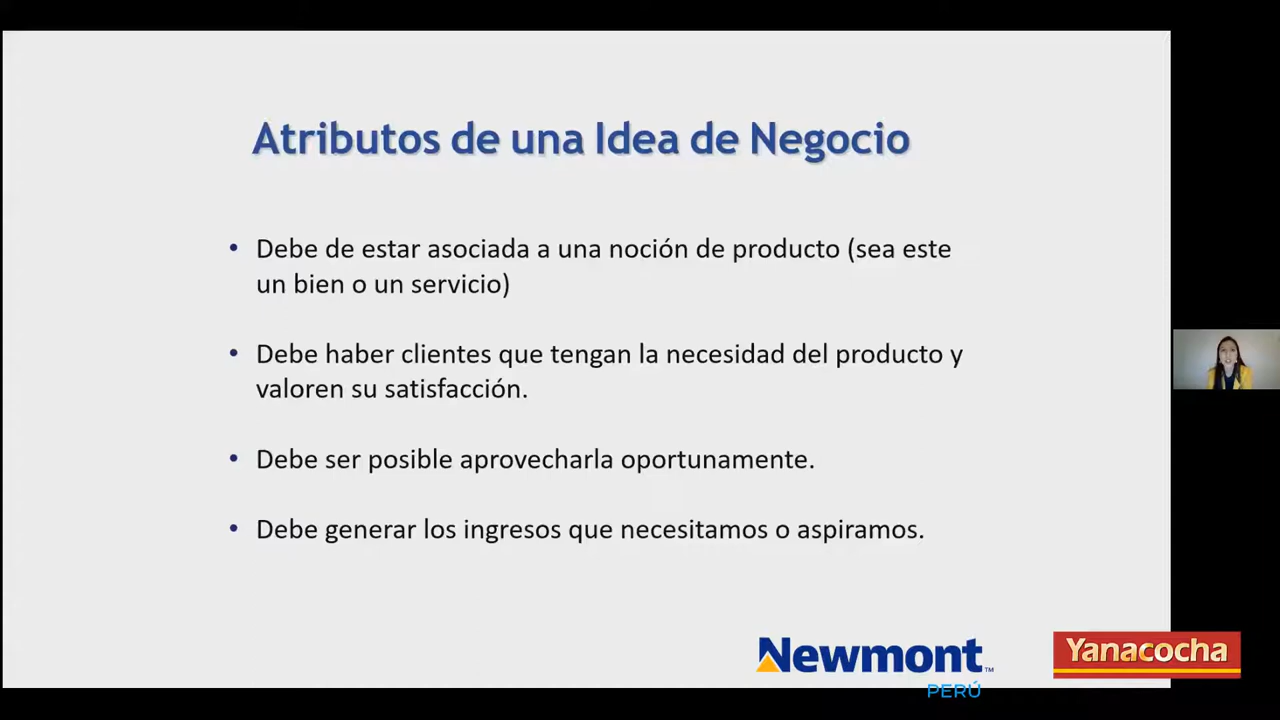 Atributos de una Idea de Negocio
• Debe de estar asociada a una noción de producto (sea este
un bien o un servicio)
• Debe haber clientes que tengan la necesidad del producto y
valoren su satisfacción.
• Debe ser posible aprovecharla oportunamente.
• Debe generar los ingresos que necesitamos o aspiramos.
Newmont™
PERÚ
Yanacocha